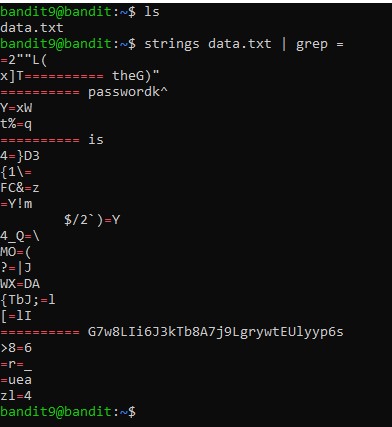 bandit9@bandit:~$ ls
data.txt
bandit9@bandit:~$ strings data.txt | grep =
=2""L(
x]T========== theG)"
========== passwordk^
Y=xW
t%=q
========== is
4=}D3
{1\=
FC&=z
=Y!m
$/2`)=Y
4_Q=\
MO=(
?=|J
WX=DA
{TbJ;=l
[=lI
========== G7w8LIi6J3kTb8A7j9LgrywtEUlyyp6s
>8=6
=r=_
=uea
zl=4
bandit9@bandit:~$